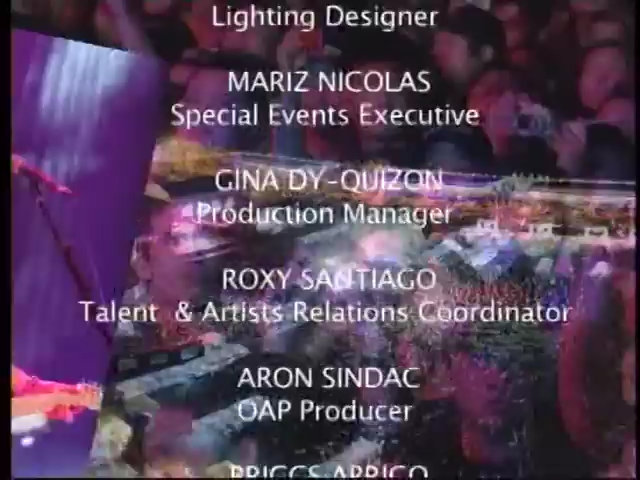 Lighting Designer
MARIZ NICOLAS
Special Events Executive
GINA DY-QUIZON
Production Manager
ROXY SANTIAGO
Talent & Artists Relations Coordinator
ARON SINDAC
OAP Producer